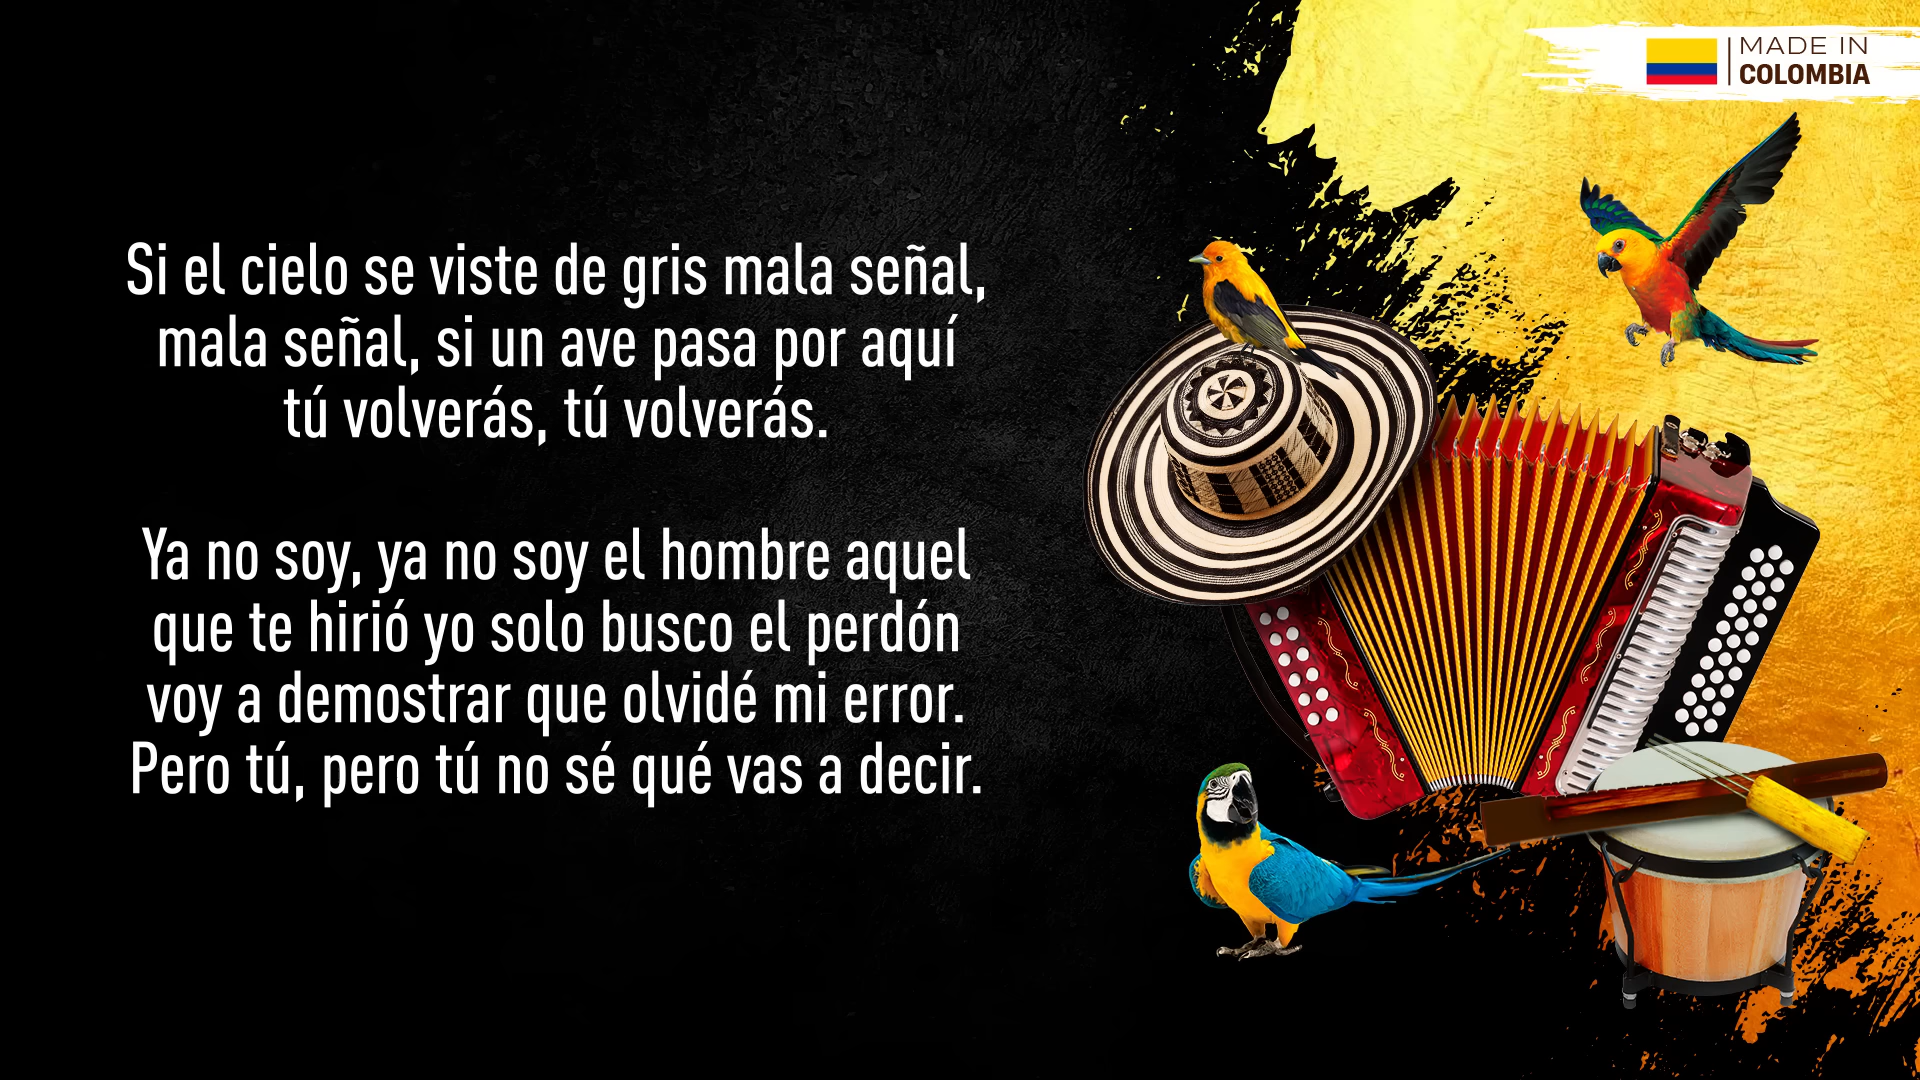 MADE IN
COLOMBIA
Si el cielo se viste de gris mala señal,
mala señal, si un ave pasa por aquí
tú volverás, tú volverás.
Ya no soy, ya no soy el hombre aquel
que te hirió yo solo busco el perdón
voy a demostrar que olvidé mi error.
Pero tú, pero tú no sé qué vas a decir.